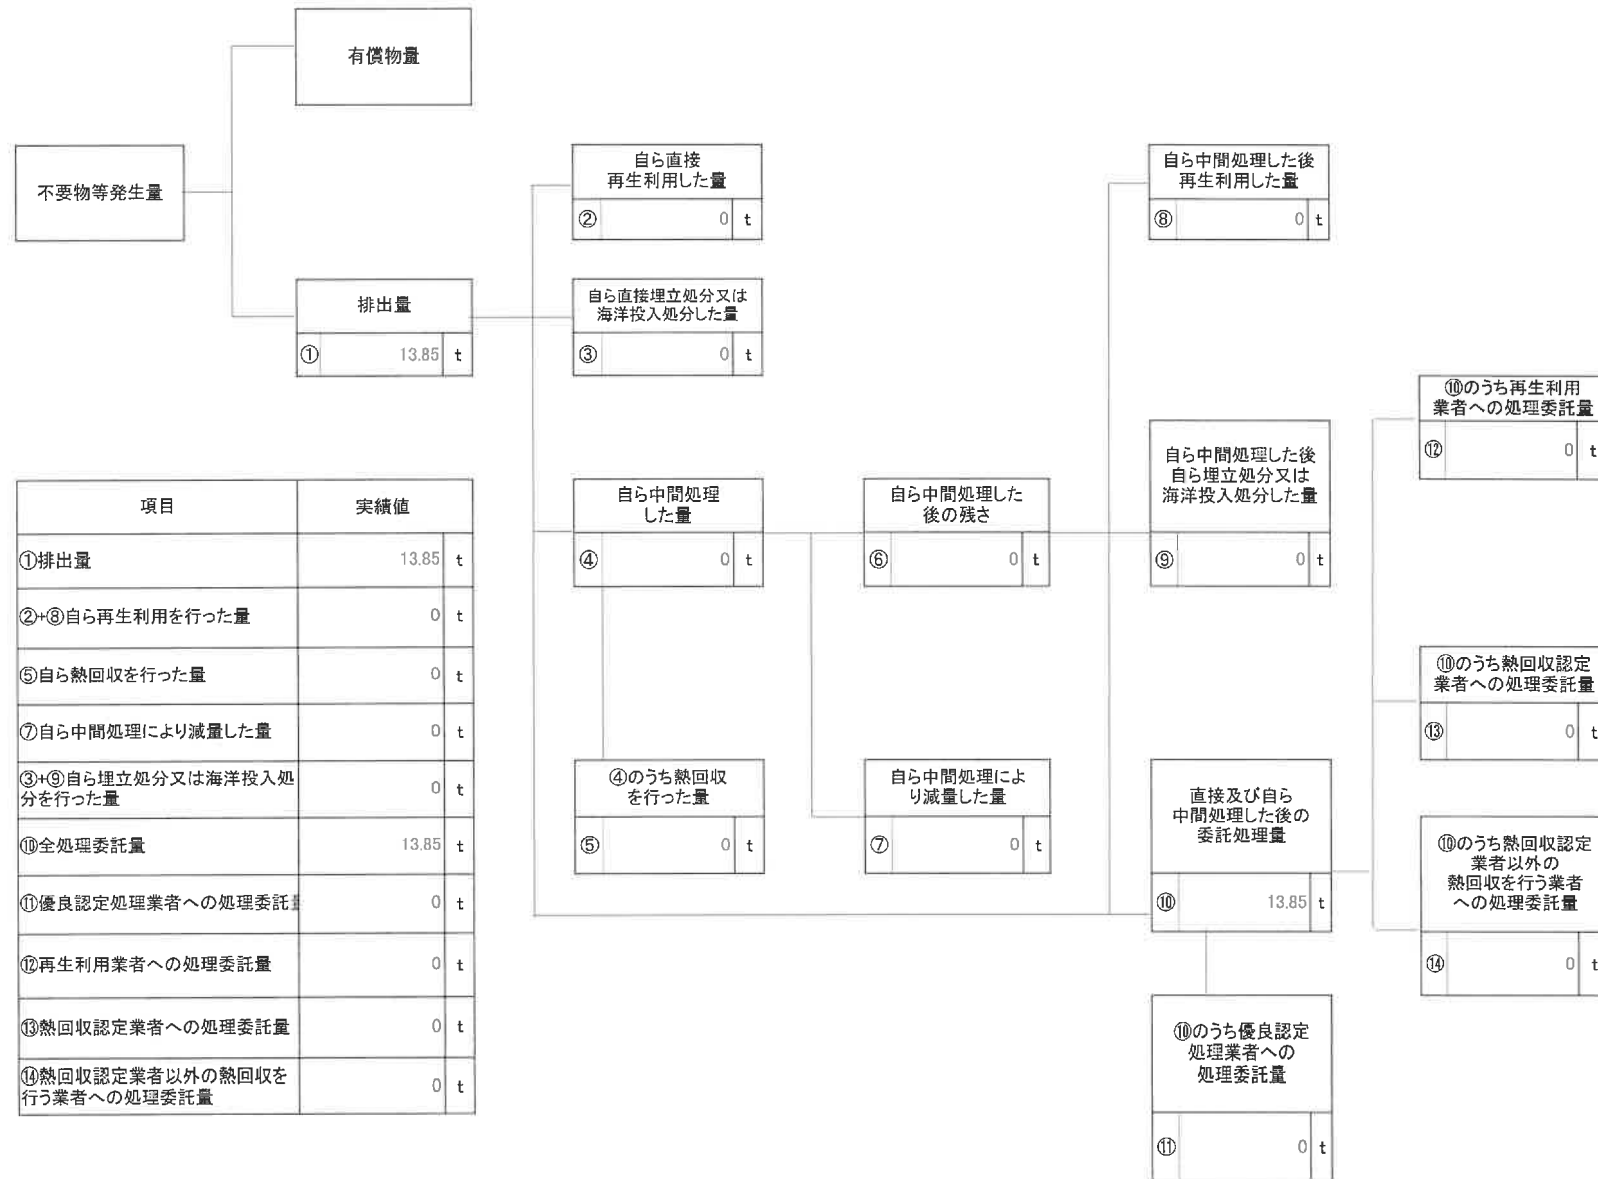 有償物量
不要物等発生量
排出量
① 13.85 t
自ら直接
再生利用した量
② 0 t
自ら直接埋立処分又は
海洋投入処分した量
③ 0 t
自ら中間処理
した量
④ 0 t
④のうち熱回収
を行った量
⑤ 0 t
自ら中間処理した
後の残さ
⑥ 0 t
自ら中間処理によ
り減量した量
⑦ 0 t
自ら中間処理した後
再生利用した量
⑧ 0 t
自ら中間処理した後
自ら埋立処分又は
海洋投入処分した量
⑨ 0 t
直接及び自ら
中間処理した後の
委託処理量
⑩ 13.85 t
⑩のうち優良認定
処理業者への
処理委託量
⑪ 0 t
⑩のうち再生利用
業者への処理委託量
⑫ 0 t
⑩のうち熱回収認定
業者への処理委託量
⑬ 0 t
⑩のうち熱回収認定
業者以外の
熱回収を行う業者
への処理委託量
⑭ 0 t
項目 実績値
①排出量 13.85 t
②+⑧自ら再生利用を行った量 0 t
⑤自ら熱回収を行った量 0 t
⑦自ら中間処理により減量した量 0 t
③+⑨自ら埋立処分又は海洋投入処
分を行った量 0 t
⑩全処理委託量 13.85 t
⑪優良認定処理業者への処理委託 0 t
⑫再生利用業者への処理委託量 0 t
⑬熱回収認定業者への処理委託量 0 t
⑭熱回収認定業者以外の熱回収を
行う業者への処理委託量 0 t